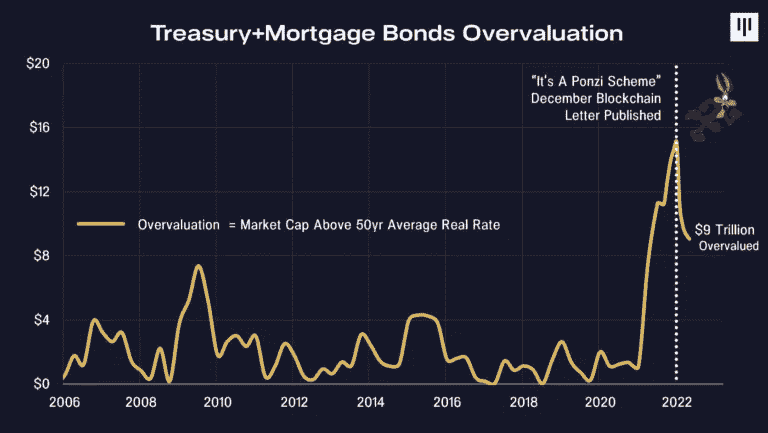 Treasury+Mortgage Bonds Overvaluation
$20
$16
$12
$8
$4
$0
"It's A Ponzi Scheme"
December Blockchain
Letter Published
Overvaluation = Market Cap Above 50yr Average Real Rate
$9 Trillion
Overvalued
2006 2008 2010 2012 2014 2016 2018 2020 2022